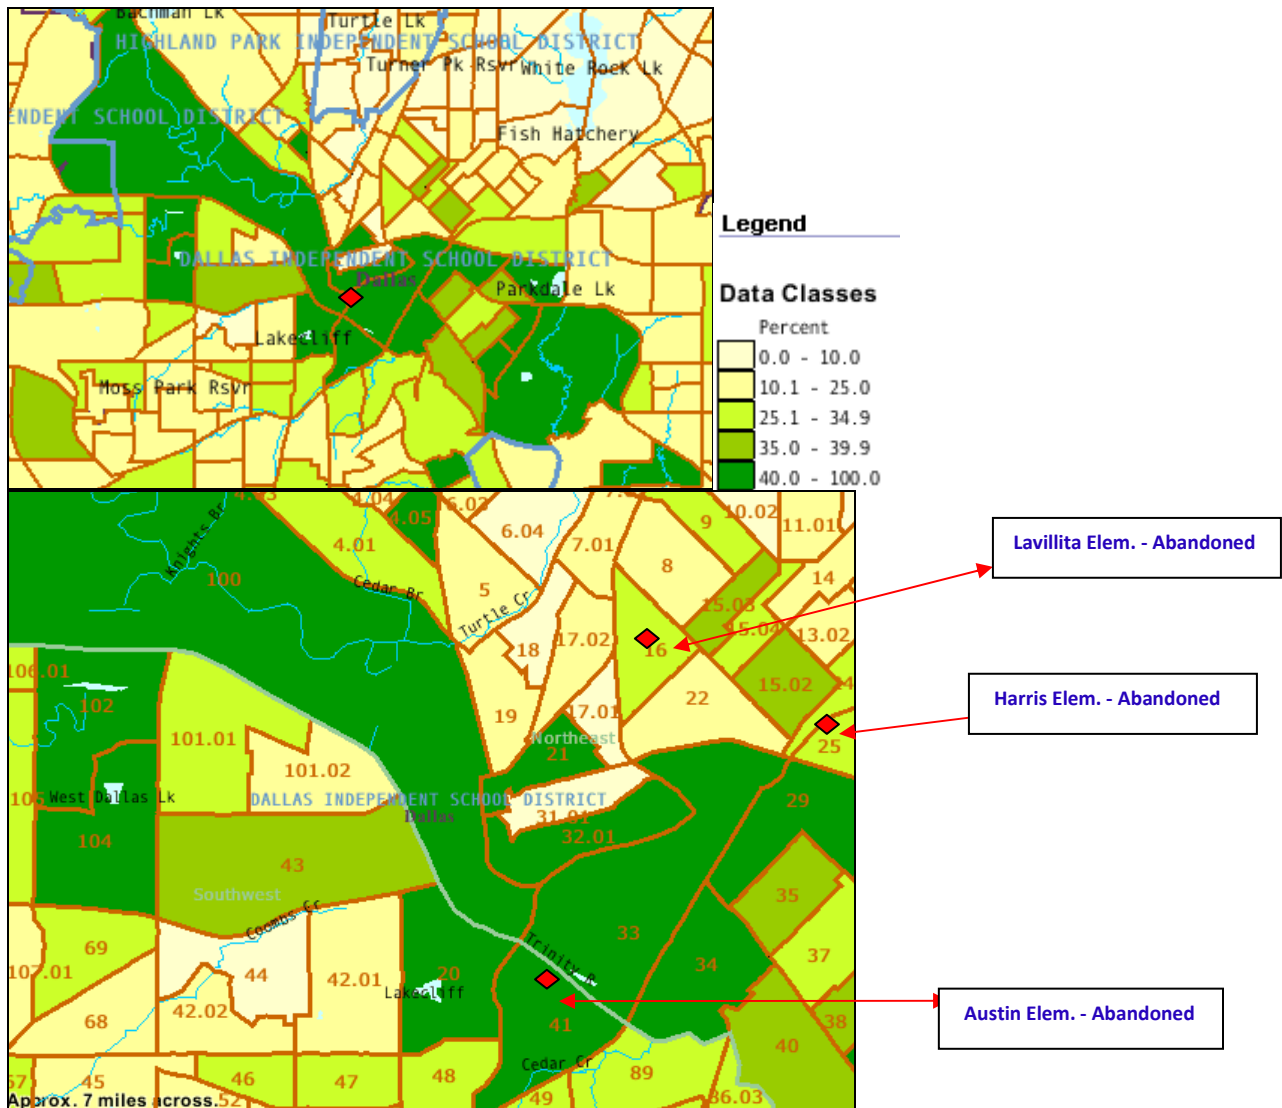 Bachman Lk
Turtle Lk
HIGHLAND PARK INDEPENDENT SCHOOL DISTRICT
Turner Pk Rsvr
White Rock Lk
ENDENT SCHOOL DISTRICT
Fish Hatchery
DALLAS INDEPENDENT SCHOOL DISTRICT
Dallas
Parkdale Lk
Lakecliff
Moss Park Rsvr
Legend
Data Classes
Percent
0.0 - 10.0
10.1 - 25.0
25.1 - 34.9
35.0 - 39.9
40.0 - 100.0
4.03
4.04
4.05
6.03
6.04
7.01
9
10.02
11.01
4.01
8
14
Knights Br
100
Cedar Br
5
Turtle Cr
15.03
15.04
13.02
18
17.02
16
106.01
102
15.02
24
22
19
17.01
25
101.01
Northeast
21
101.02
West Dallas Lk
DALLAS INDEPENDENT SCHOOL DISTRICT
Dallas
31.01
32.01
29
104
43
Southwest
35
Coombs Cr
69
33
37
107.01
44
42.01
20
Trinity R
34
Lakecliff
42.02
68
41
38
40
Cedar Cr
45
46
47
48
89
49
86.03
52
Approx. 7 miles across.
Lavillita Elem. - Abandoned
Harris Elem. - Abandoned
Austin Elem. - Abandoned